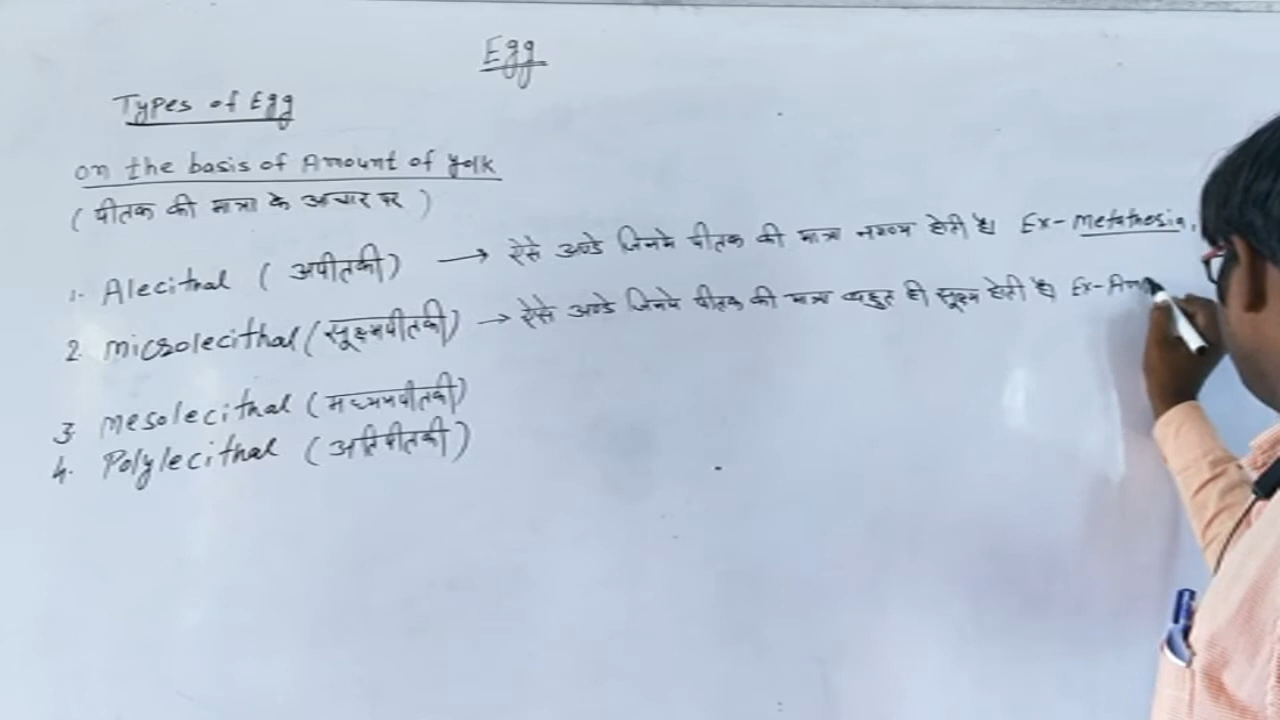 Egg
Types of Egg
on the basis of Amount of yolk
( पीतक की मात्रा के आधार पर )
1. Alecithal ( अपीतकी ) → ऐसे अण्डे जिनमे पीतक की मात्रा नगण्य होती है। Ex- Metatheria.
2. Microlecithal ( सूक्ष्मपीतकी ) → ऐसे अण्डे जिनमे पीतक की मात्रा बहुत ही सूक्ष्म होती है। Ex- Am
3. Mesolecithal ( मध्यमपीतकी )
4. Polylecithal ( अतिपीतकी )